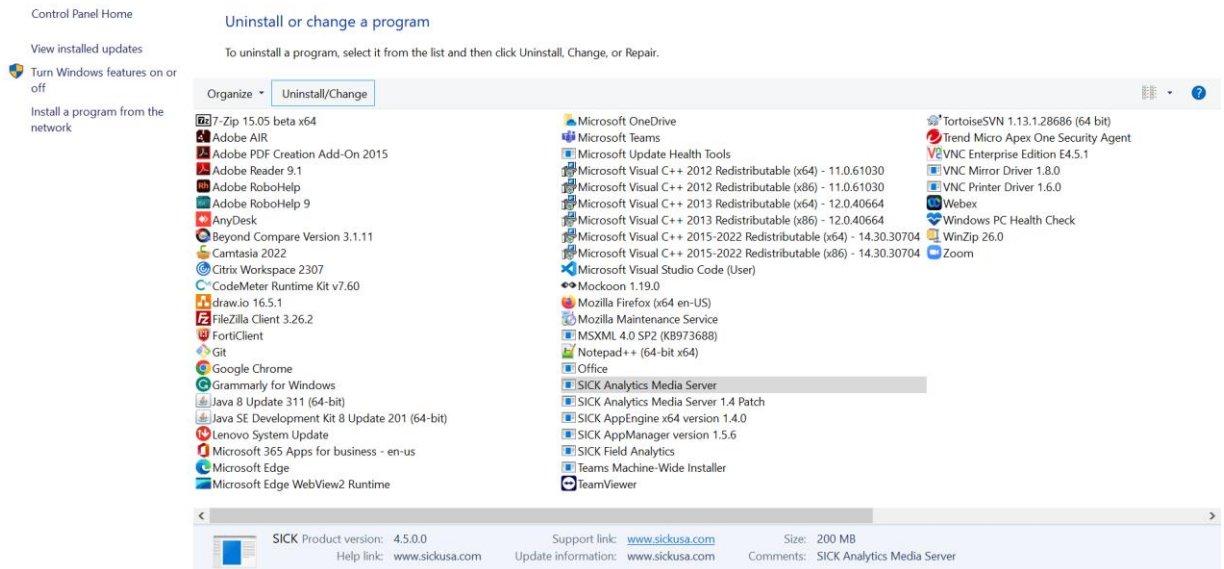 Control Panel Home
View installed updates
Turn Windows features on or
off
Install a program from the
network
Uninstall or change a program
To uninstall a program, select it from the list and then click Uninstall, Change, or Repair.
Organize
Uninstall/Change
7-Zip 15.05 beta x64
Adobe AIR
Adobe PDF Creation Add-On 2015
Adobe Reader 9.1
Adobe RoboHelp
Adobe RoboHelp 9
AnyDesk
Beyond Compare Version 3.1.11
Camtasia 2022
Citrix Workspace 2307
CodeMeter Runtime Kit v7.60
draw.io 16.5.1
FileZilla Client 3.26.2
FortiClient
Git
Google Chrome
Grammarly for Windows
Java 8 Update 311 (64-bit)
Java SE Development Kit 8 Update 201 (64-bit)
Lenovo System Update
Microsoft 365 Apps for business - en-us
Microsoft Edge
Microsoft Edge WebView2 Runtime
Microsoft OneDrive
Microsoft Teams
Microsoft Update Health Tools
Microsoft Visual C++ 2012 Redistributable (x64) - 11.0.61030
Microsoft Visual C++ 2012 Redistributable (x86) - 11.0.61030
Microsoft Visual C++ 2013 Redistributable (x64) - 12.0.40664
Microsoft Visual C++ 2013 Redistributable (x86) - 12.0.40664
Microsoft Visual C++ 2015-2022 Redistributable (x64) - 14.30.30704
Microsoft Visual C++ 2015-2022 Redistributable (x86) - 14.30.30704
Microsoft Visual Studio Code (User)
Mockoon 1.19.0
Mozilla Firefox (x64 en-US)
Mozilla Maintenance Service
MSXML 4.0 SP2 (KB973688)
Notepad++ (64-bit x64)
Office
SICK Analytics Media Server
SICK Analytics Media Server 1.4 Patch
SICK AppEngine x64 version 1.4.0
SICK AppManager version 1.5.6
SICK Field Analytics
Teams Machine-Wide Installer
TeamViewer
TortoiseSVN 1.13.1.28686 (64 bit)
Trend Micro Apex One Security Agent
VNC Enterprise Edition E4.5.1
VNC Mirror Driver 1.8.0
VNC Printer Driver 1.6.0
Webex
Windows PC Health Check
WinZip 26.0
Zoom
SICK Product version: 4.5.0.0 Support link: www.sickusa.com Size: 200 MB
Help link: www.sickusa.com Update information: www.sickusa.com Comments: SICK Analytics Media Server